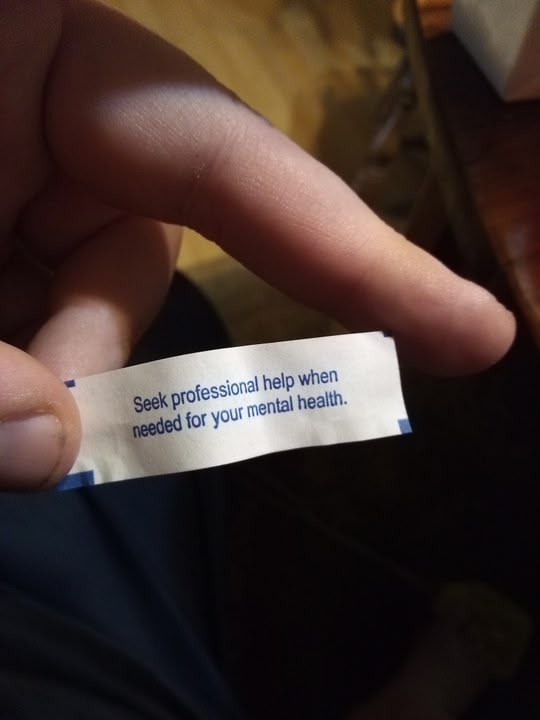 Seek professional help when
needed for your mental health.